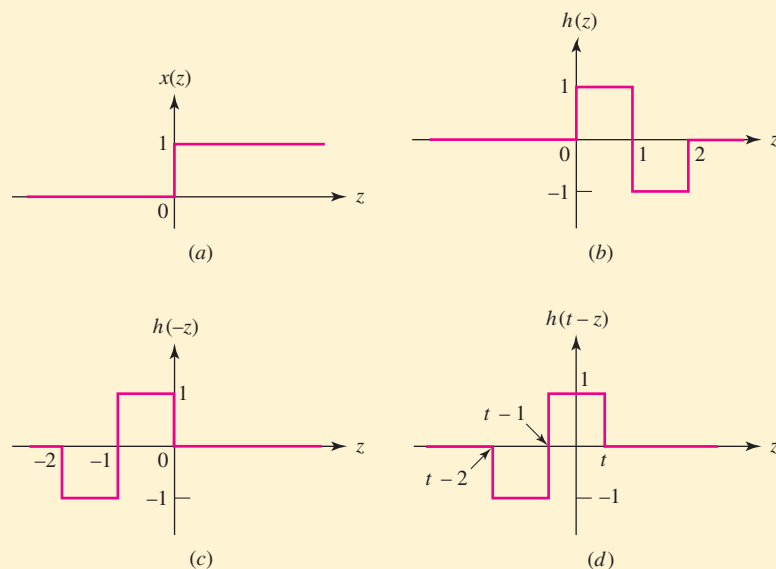 x(z)
1
0
z
(a)
h(z)
1
0
1
2
z
–1
(b)
h(–z)
1
–2
–1
0
z
–1
(c)
h(t – z)
1
t – 1
t
z
t – 2
–1
(d)